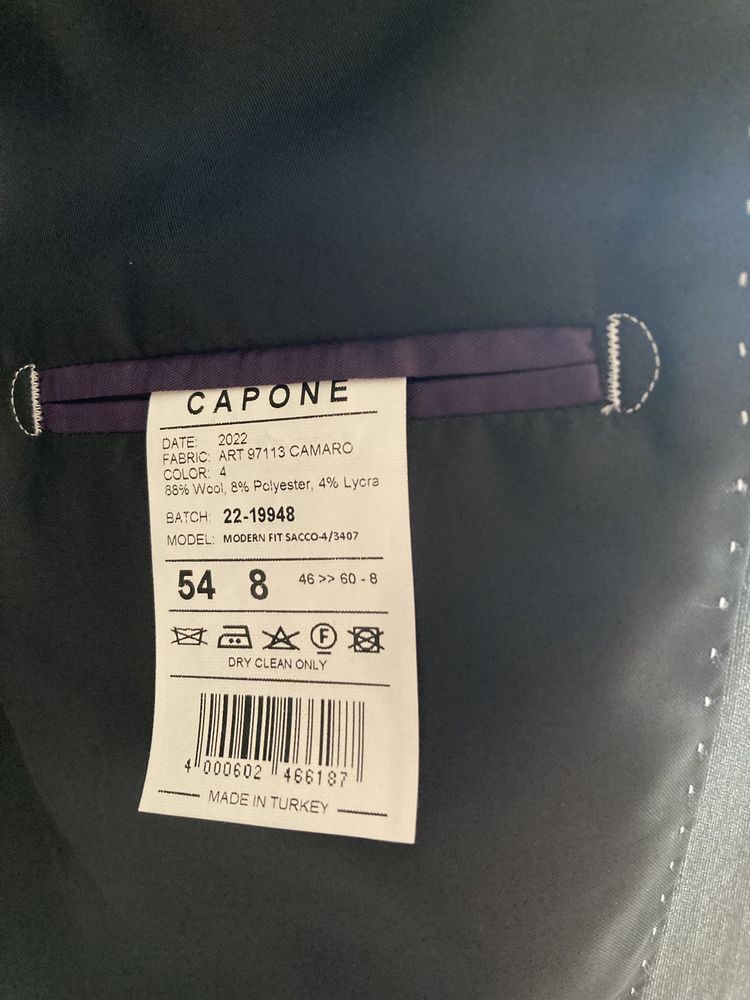 CAPONE
DATE: 2022
FABRIC: ART 97113 CAMARO
COLOR: 4
88% Wool, 8% Polyester, 4% Lycra
BATCH: 22-19948
MODEL: MODERN FIT SACCO-4/3407
54 8 46 >> 60 - 8
F
DRY CLEAN ONLY
4 000602 466187
MADE IN TURKEY